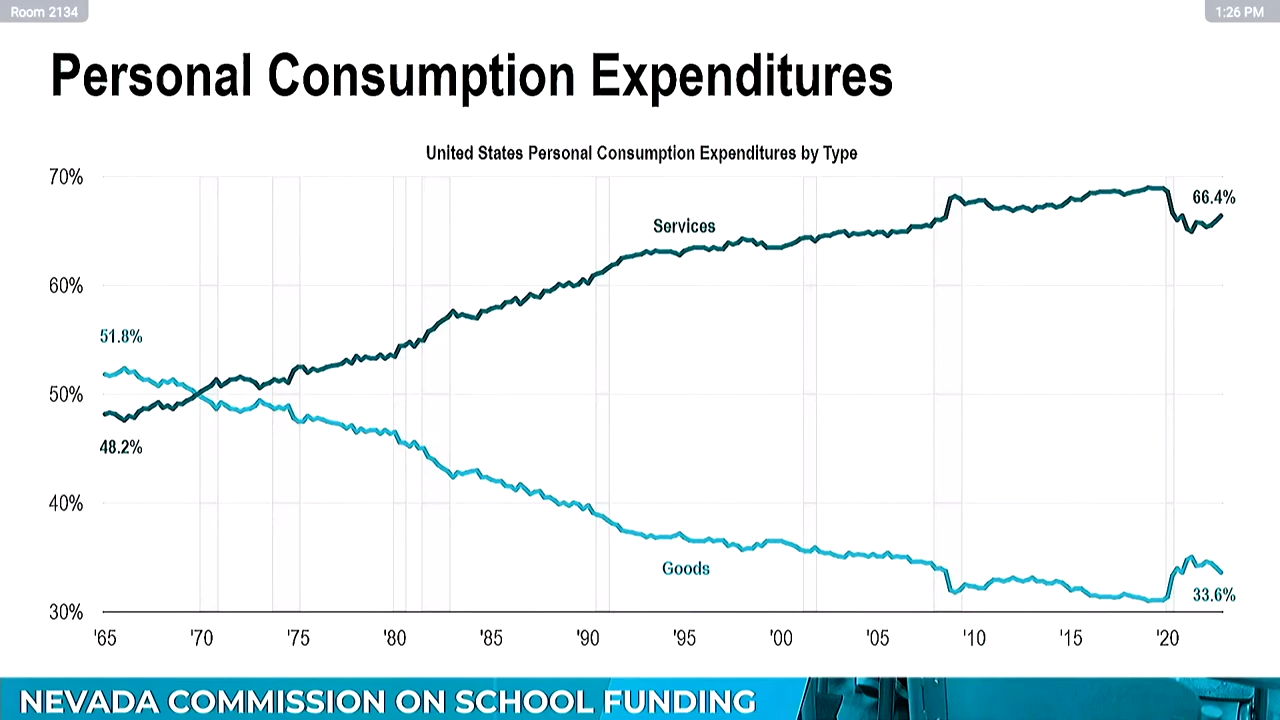 Room 2134
1:26 PM
Personal Consumption Expenditures
United States Personal Consumption Expenditures by Type
70%
66.4%
Services
60%
51.8%
50%
48.2%
40%
Goods
33.6%
30%
'65 '70 '75 '80 '85 '90 '95 '00 '05 '10 '15 '20
NEVADA COMMISSION ON SCHOOL FUNDING